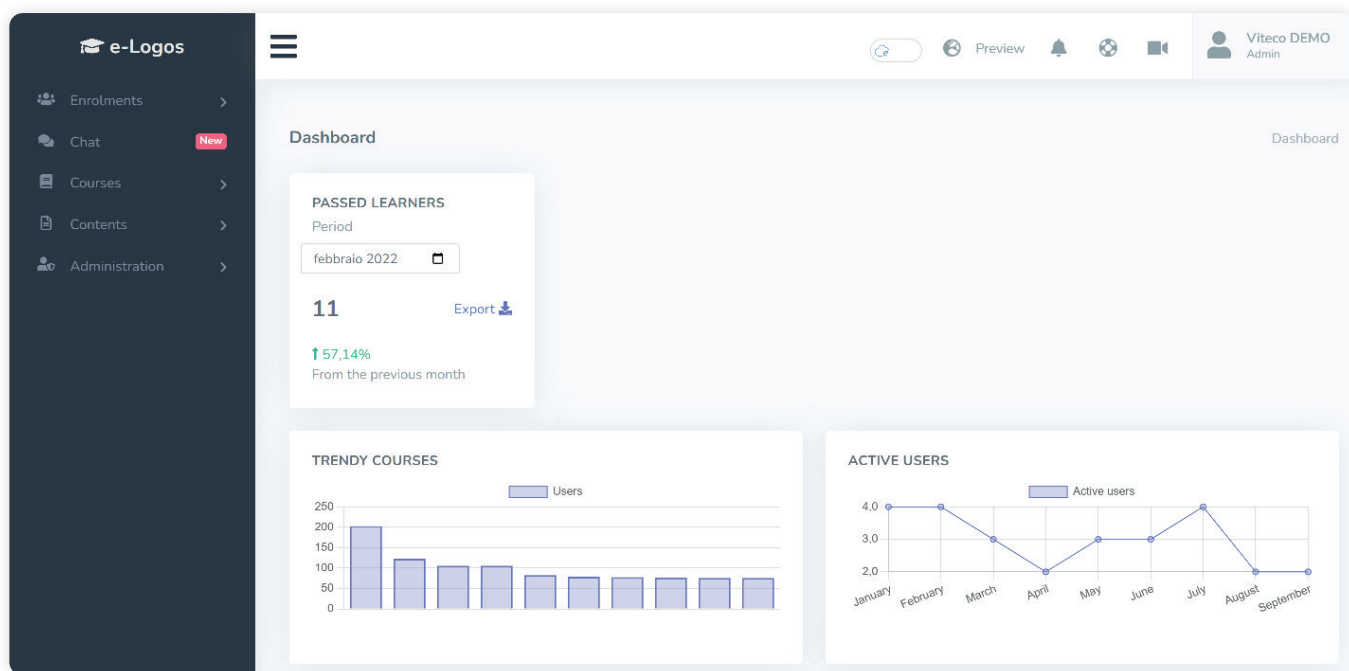 e-Logos
Preview
Viteco DEMO
Admin
Enrolments
Chat New
Courses
Contents
Administration
Dashboard
Dashboard
PASSED LEARNERS
Period
febbraio 2022
11
Export
57,14%
From the previous month
TRENDY COURSES
Users
250
200
150
100
50
0
ACTIVE USERS
Active users
4,0
3,0
2,0
January February March April May June July August September